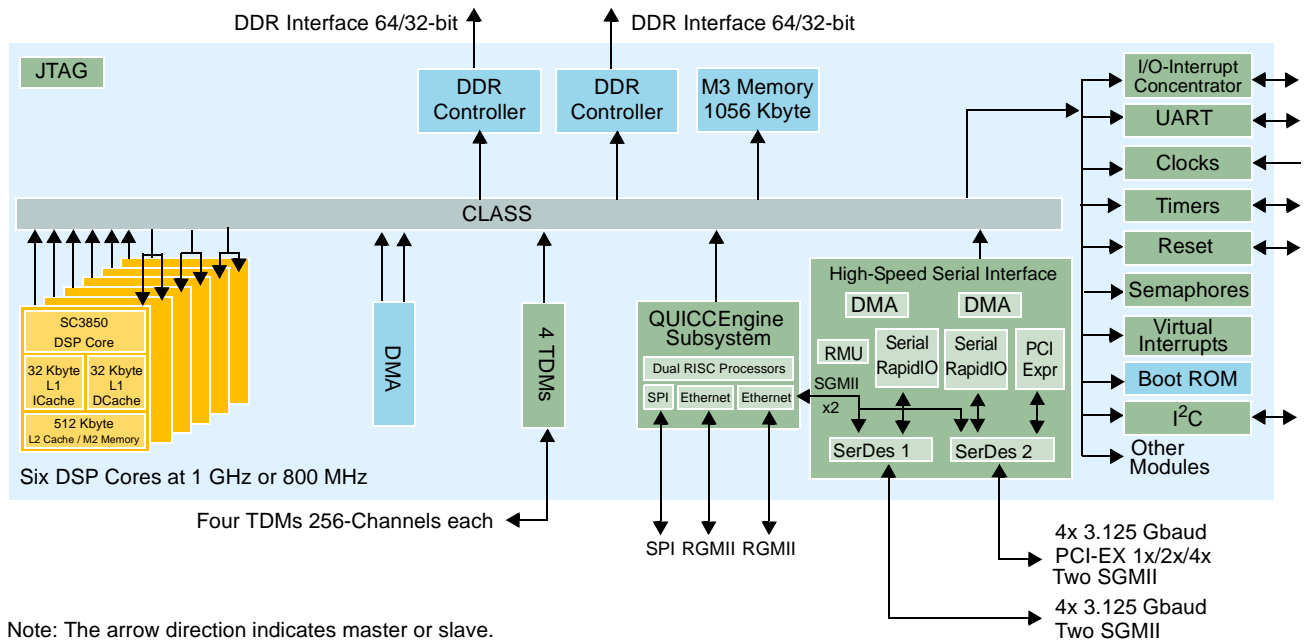 DDR Interface 64/32-bit
DDR Interface 64/32-bit
JTAG
DDR
Controller
DDR
Controller
M3 Memory
1056 Kbyte
I/O-Interrupt
Concentrator
UART
Clocks
Timers
Reset
Semaphores
Virtual
Interrupts
Boot ROM
I²C
Other
Modules
CLASS
SC3850
DSP Core
32 Kbyte
L1
ICache
32 Kbyte
L1
DCache
512 Kbyte
L2 Cache / M2 Memory
Six DSP Cores at 1 GHz or 800 MHz
DMA
4 TDMs
Four TDMs 256-Channels each
QUICCEngine
Subsystem
Dual RISC Processors
SPI
Ethernet
Ethernet
SPI
RGMII
RGMII
High-Speed Serial Interface
DMA
DMA
RMU
Serial
RapidIO
Serial
RapidIO
PCI
Expr
SGMII
x2
SerDes 1
SerDes 2
4x 3.125 Gbaud
PCI-EX 1x/2x/4x
Two SGMII
4x 3.125 Gbaud
Two SGMII
Note: The arrow direction indicates master or slave.